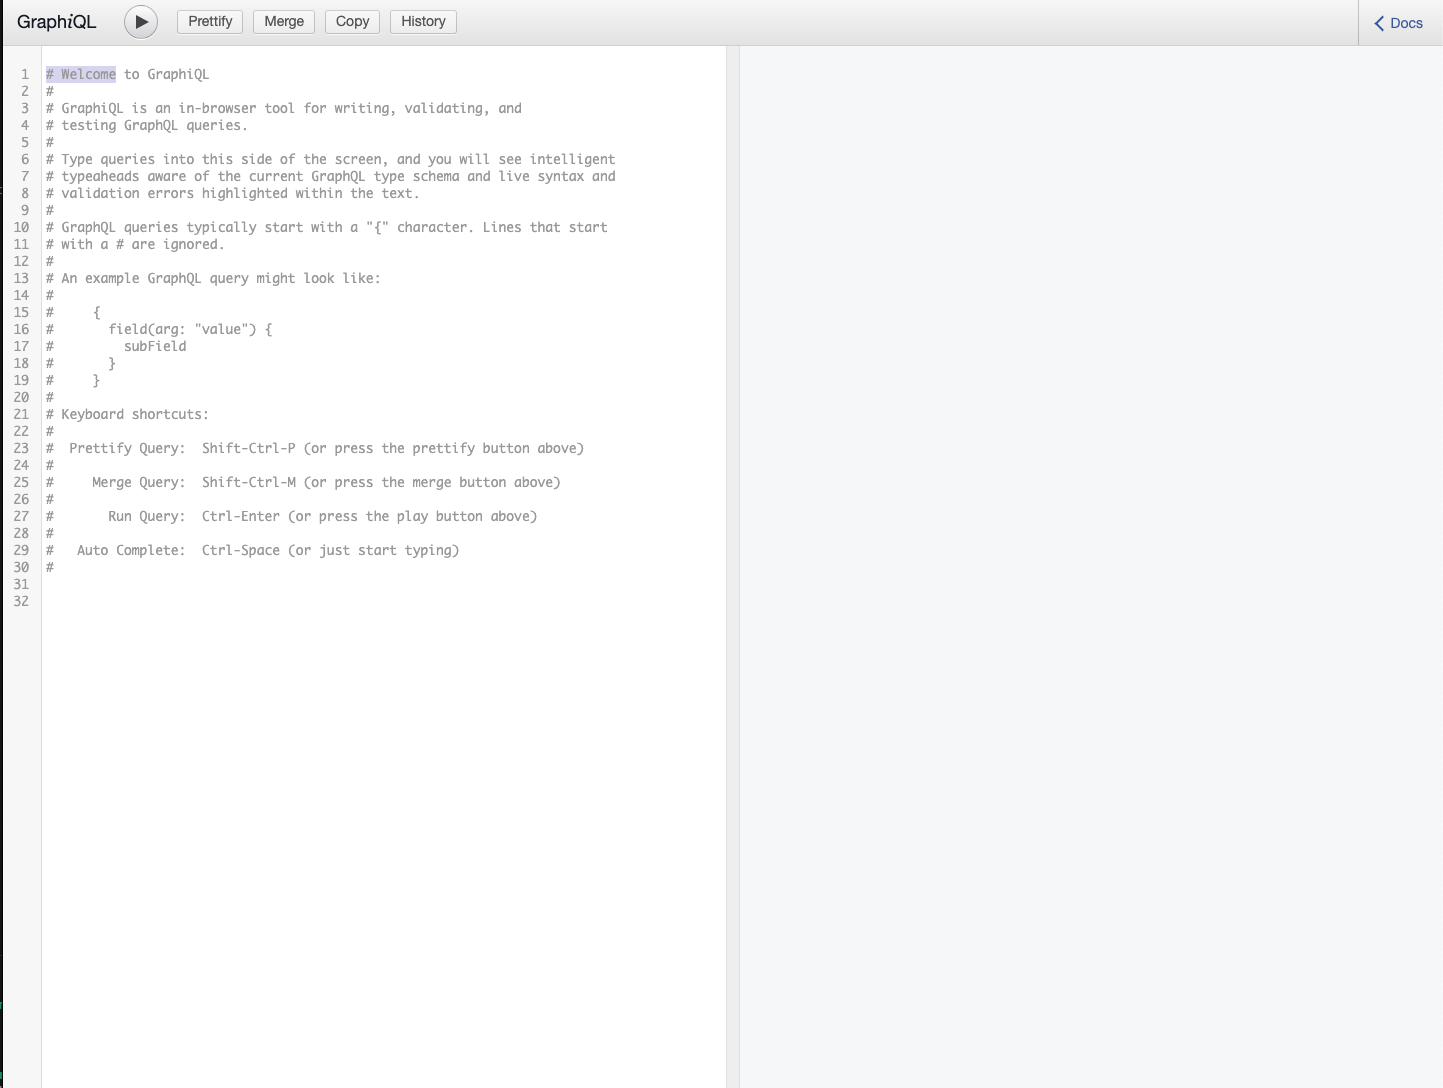 GraphiQL
Prettify
Merge
Copy
History
Docs
1 # Welcome to GraphiQL
2 #
3 # GraphiQL is an in-browser tool for writing, validating, and
4 # testing GraphQL queries.
5 #
6 # Type queries into this side of the screen, and you will see intelligent
7 # typeaheads aware of the current GraphQL type schema and live syntax and
8 # validation errors highlighted within the text.
9 #
10 # GraphQL queries typically start with a "{" character. Lines that start
11 # with a # are ignored.
12 #
13 # An example GraphQL query might look like:
14 #
15 #     {
16 #       field(arg: "value") {
17 #         subField
18 #       }
19 #     }
20 #
21 # Keyboard shortcuts:
22 #
23 #  Prettify Query:  Shift-Ctrl-P (or press the prettify button above)
24 #
25 #     Merge Query:  Shift-Ctrl-M (or press the merge button above)
26 #
27 #       Run Query:  Ctrl-Enter (or press the play button above)
28 #
29 #   Auto Complete:  Ctrl-Space (or just start typing)
30 #
31
32